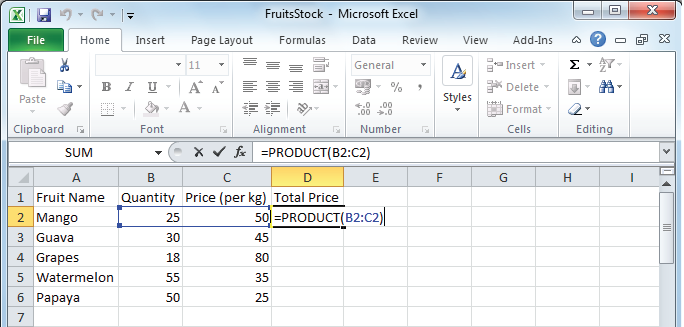 FruitsStock - Microsoft Excel
File Home Insert Page Layout Formulas Data Review View Add-Ins
Paste
11
B I U
A A
General
% ,
Styles
Insert
Delete
Format
Σ
Clipboard Font Alignment Number Cells Editing
SUM fx =PRODUCT(B2:C2)
A B C D E F G H I
1 Fruit Name Quantity Price (per kg) Total Price
2 Mango 25 50 =PRODUCT(B2:C2)
3 Guava 30 45
4 Grapes 18 80
5 Watermelon 55 35
6 Papaya 50 25
7